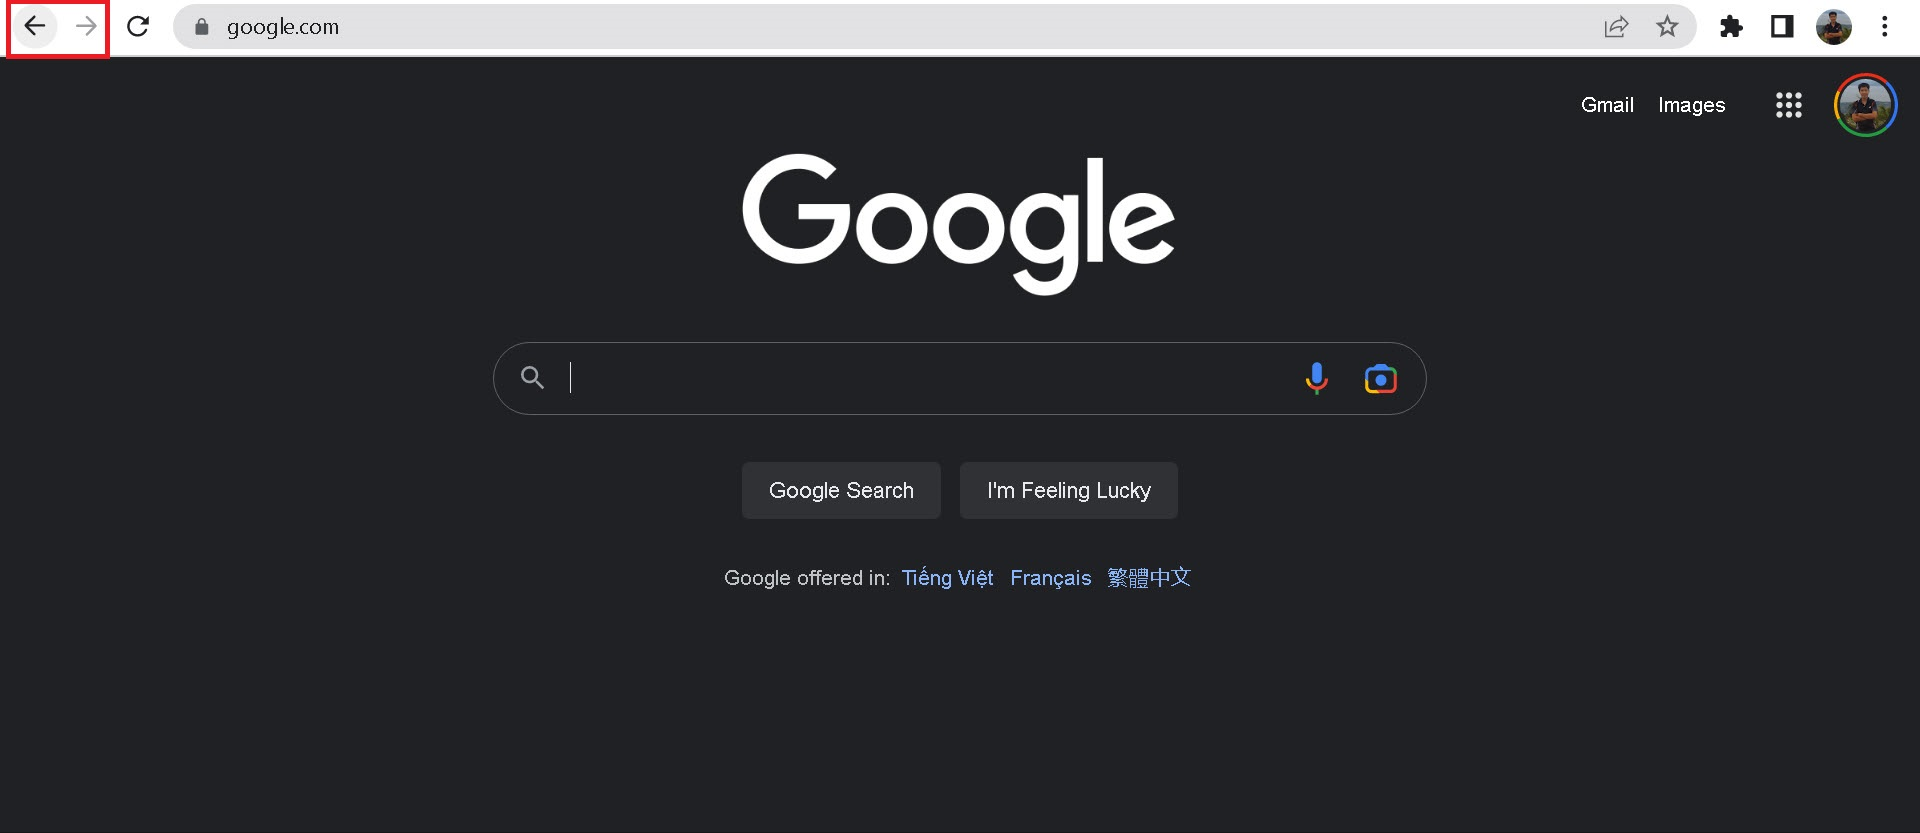 google.com
Gmail Images
Google
Google Search I'm Feeling Lucky
Google offered in: Tiếng Việt Français 繁體中文